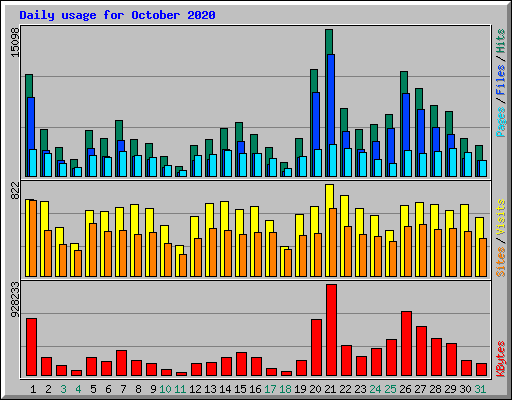 Daily usage for October 2020
15098
Pages / Files / Hits
822
Sites / Visits
928233
KBytes
1 2 3 4 5 6 7 8 9 10 11 12 13 14 15 16 17 18 19 20 21 22 23 24 25 26 27 28 29 30 31